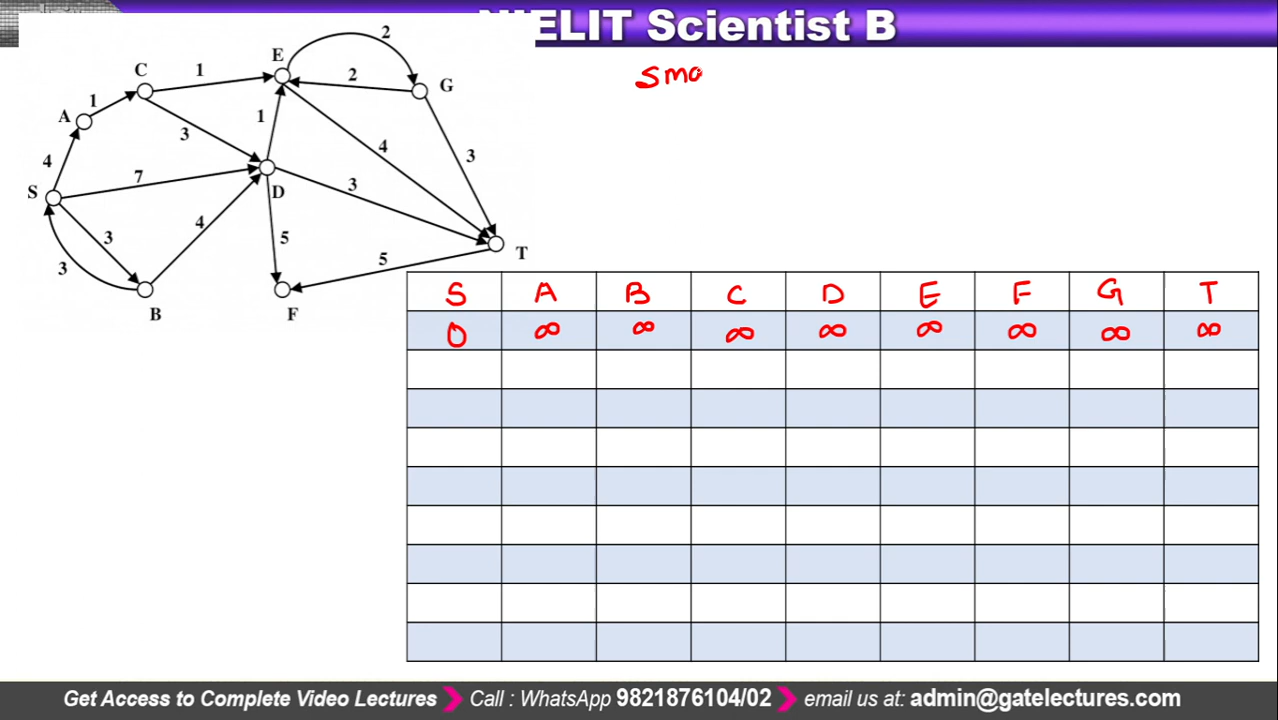 NIELIT Scientist B
smo
2
E
C 1 2 G
A 1
1 3
4 4 3
7
S D 3
3 4 5
3 5 T
B F
S A B C D E F G T
0 ∞ ∞ ∞ ∞ ∞ ∞ ∞ ∞
Get Access to Complete Video Lectures Call : WhatsApp 9821876104/02 email us at: admin@gatelectures.com